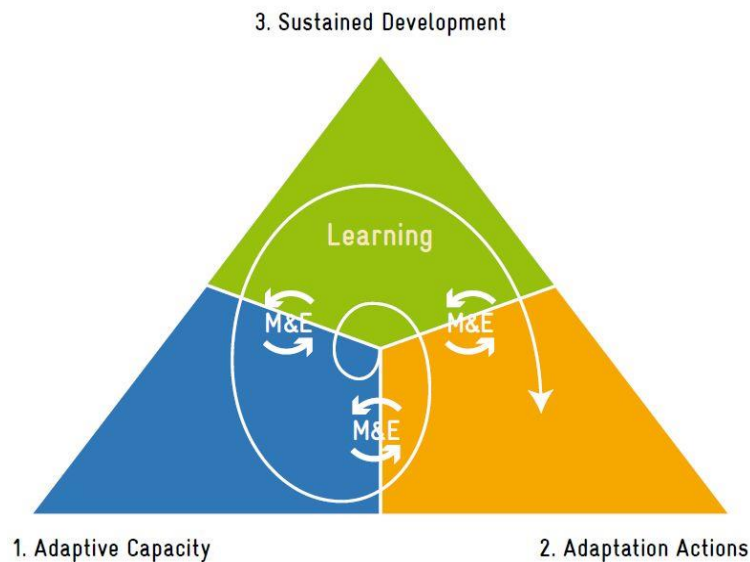 3. Sustained Development
Learning
M&E
M&E
M&E
1. Adaptive Capacity
2. Adaptation Actions